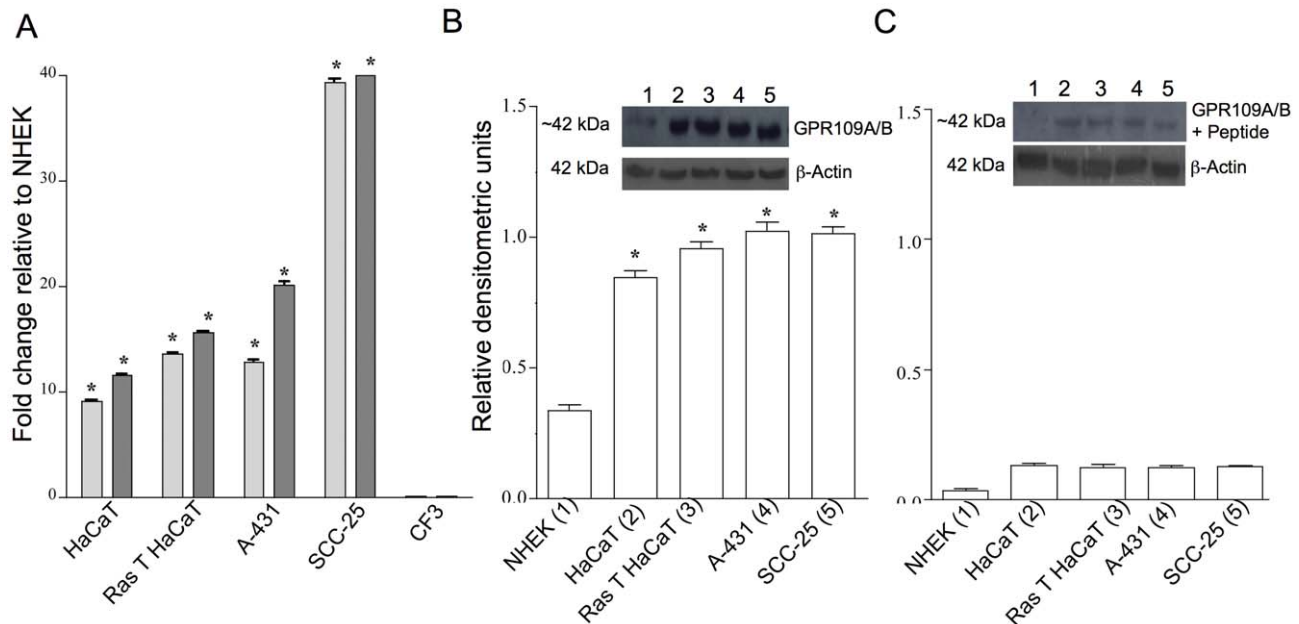 A
Fold change relative to NHEK
40
30
20
10
0
* * * * * * * *
HaCaT
Ras T HaCaT
A-431
SCC-25
CF3
B
Relative densitometric units
1.5
1.0
0.5
0.0
1 2 3 4 5
~42 kDa
GPR109A/B
42 kDa
β-Actin
* * * *
NHEK (1)
HaCaT (2)
Ras T HaCaT (3)
A-431 (4)
SCC-25 (5)
C
1.5
1.0
0.5
0.0
1 2 3 4 5
~42 kDa
GPR109A/B
+ Peptide
42 kDa
β-Actin
NHEK (1)
HaCaT (2)
Ras T HaCaT (3)
A-431 (4)
SCC-25 (5)